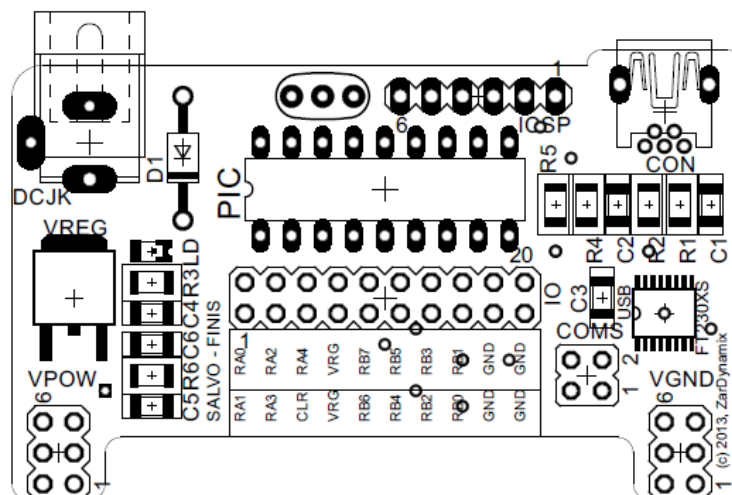 1
6
ICSP
R5
CON
D1
DCJK
PIC
VREG
LD
R3
C4
C6
R6
C5
SALVO - FINIS
R4
C2
R2
R1
C1
20
IO
C3
USB
FT230XS
COMS
2
1
1
RA0 RA2 RA4 VRG RB7 RB5 RB3 RB1 GND GND
RA1 RA3 CLR VRG RB6 RB4 RB2 RB0 GND GND
VPOW
6
1
VGND
6
1
(c) 2013, ZarDynamix